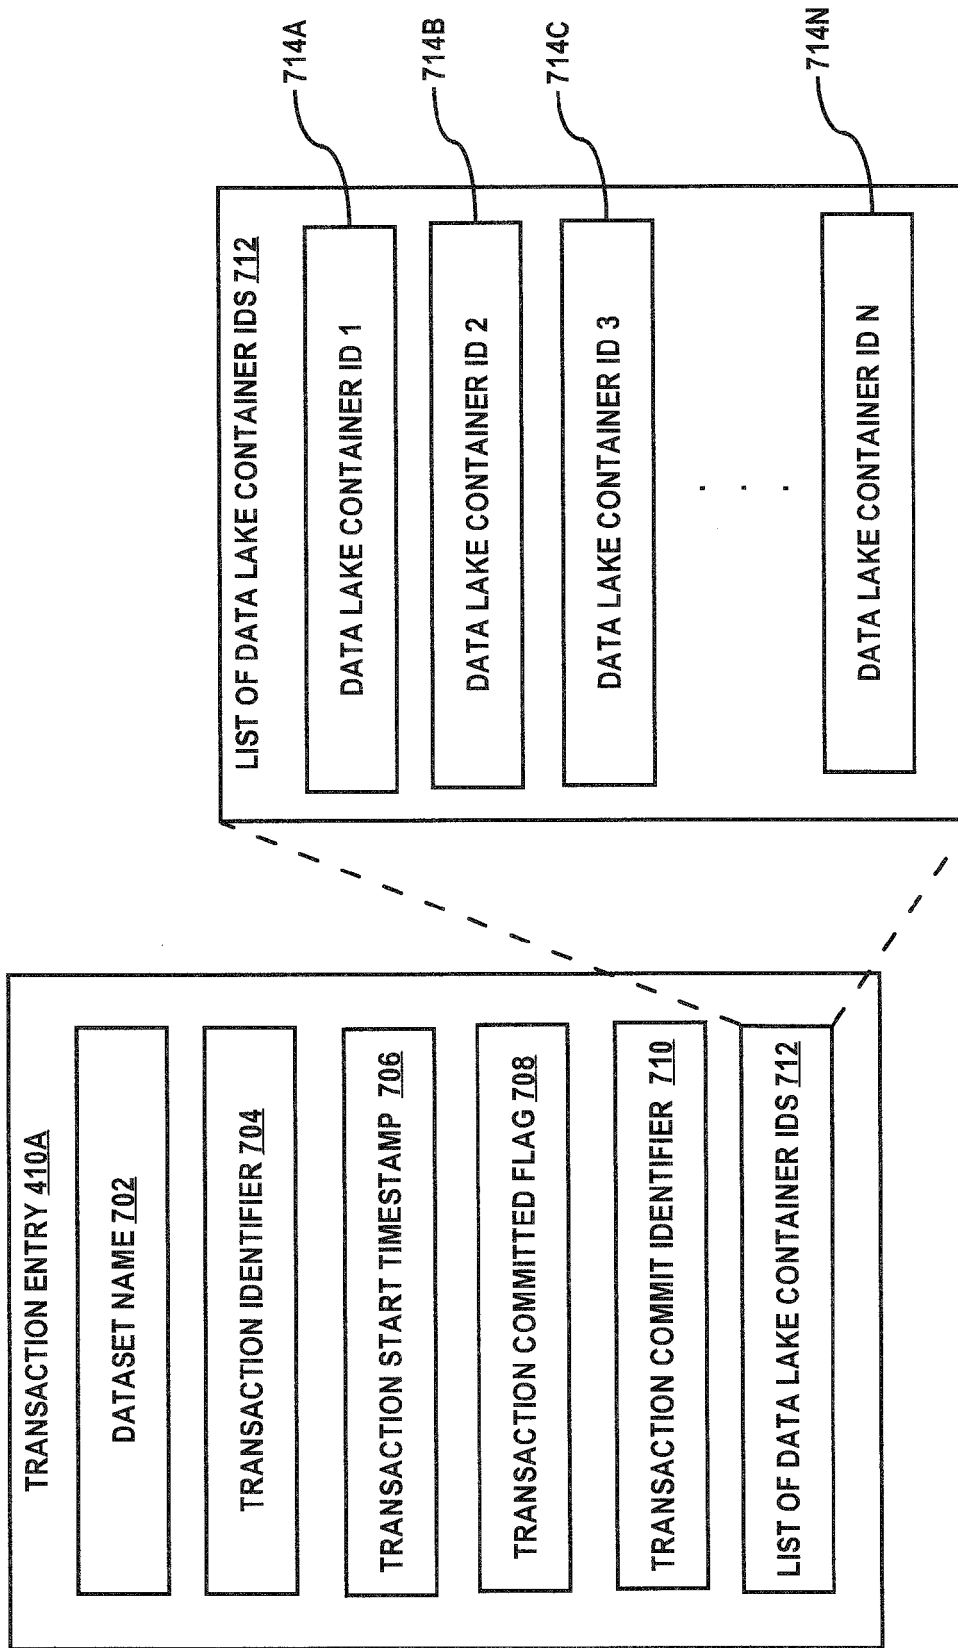 TRANSACTION ENTRY 410A
DATASET NAME 702
TRANSACTION IDENTIFIER 704
TRANSACTION START TIMESTAMP 706
TRANSACTION COMMITTED FLAG 708
TRANSACTION COMMIT IDENTIFIER 710
LIST OF DATA LAKE CONTAINER IDS 712
LIST OF DATA LAKE CONTAINER IDS 712
DATA LAKE CONTAINER ID 1
714A
DATA LAKE CONTAINER ID 2
714B
DATA LAKE CONTAINER ID 3
714C
. . .
DATA LAKE CONTAINER ID N
714N